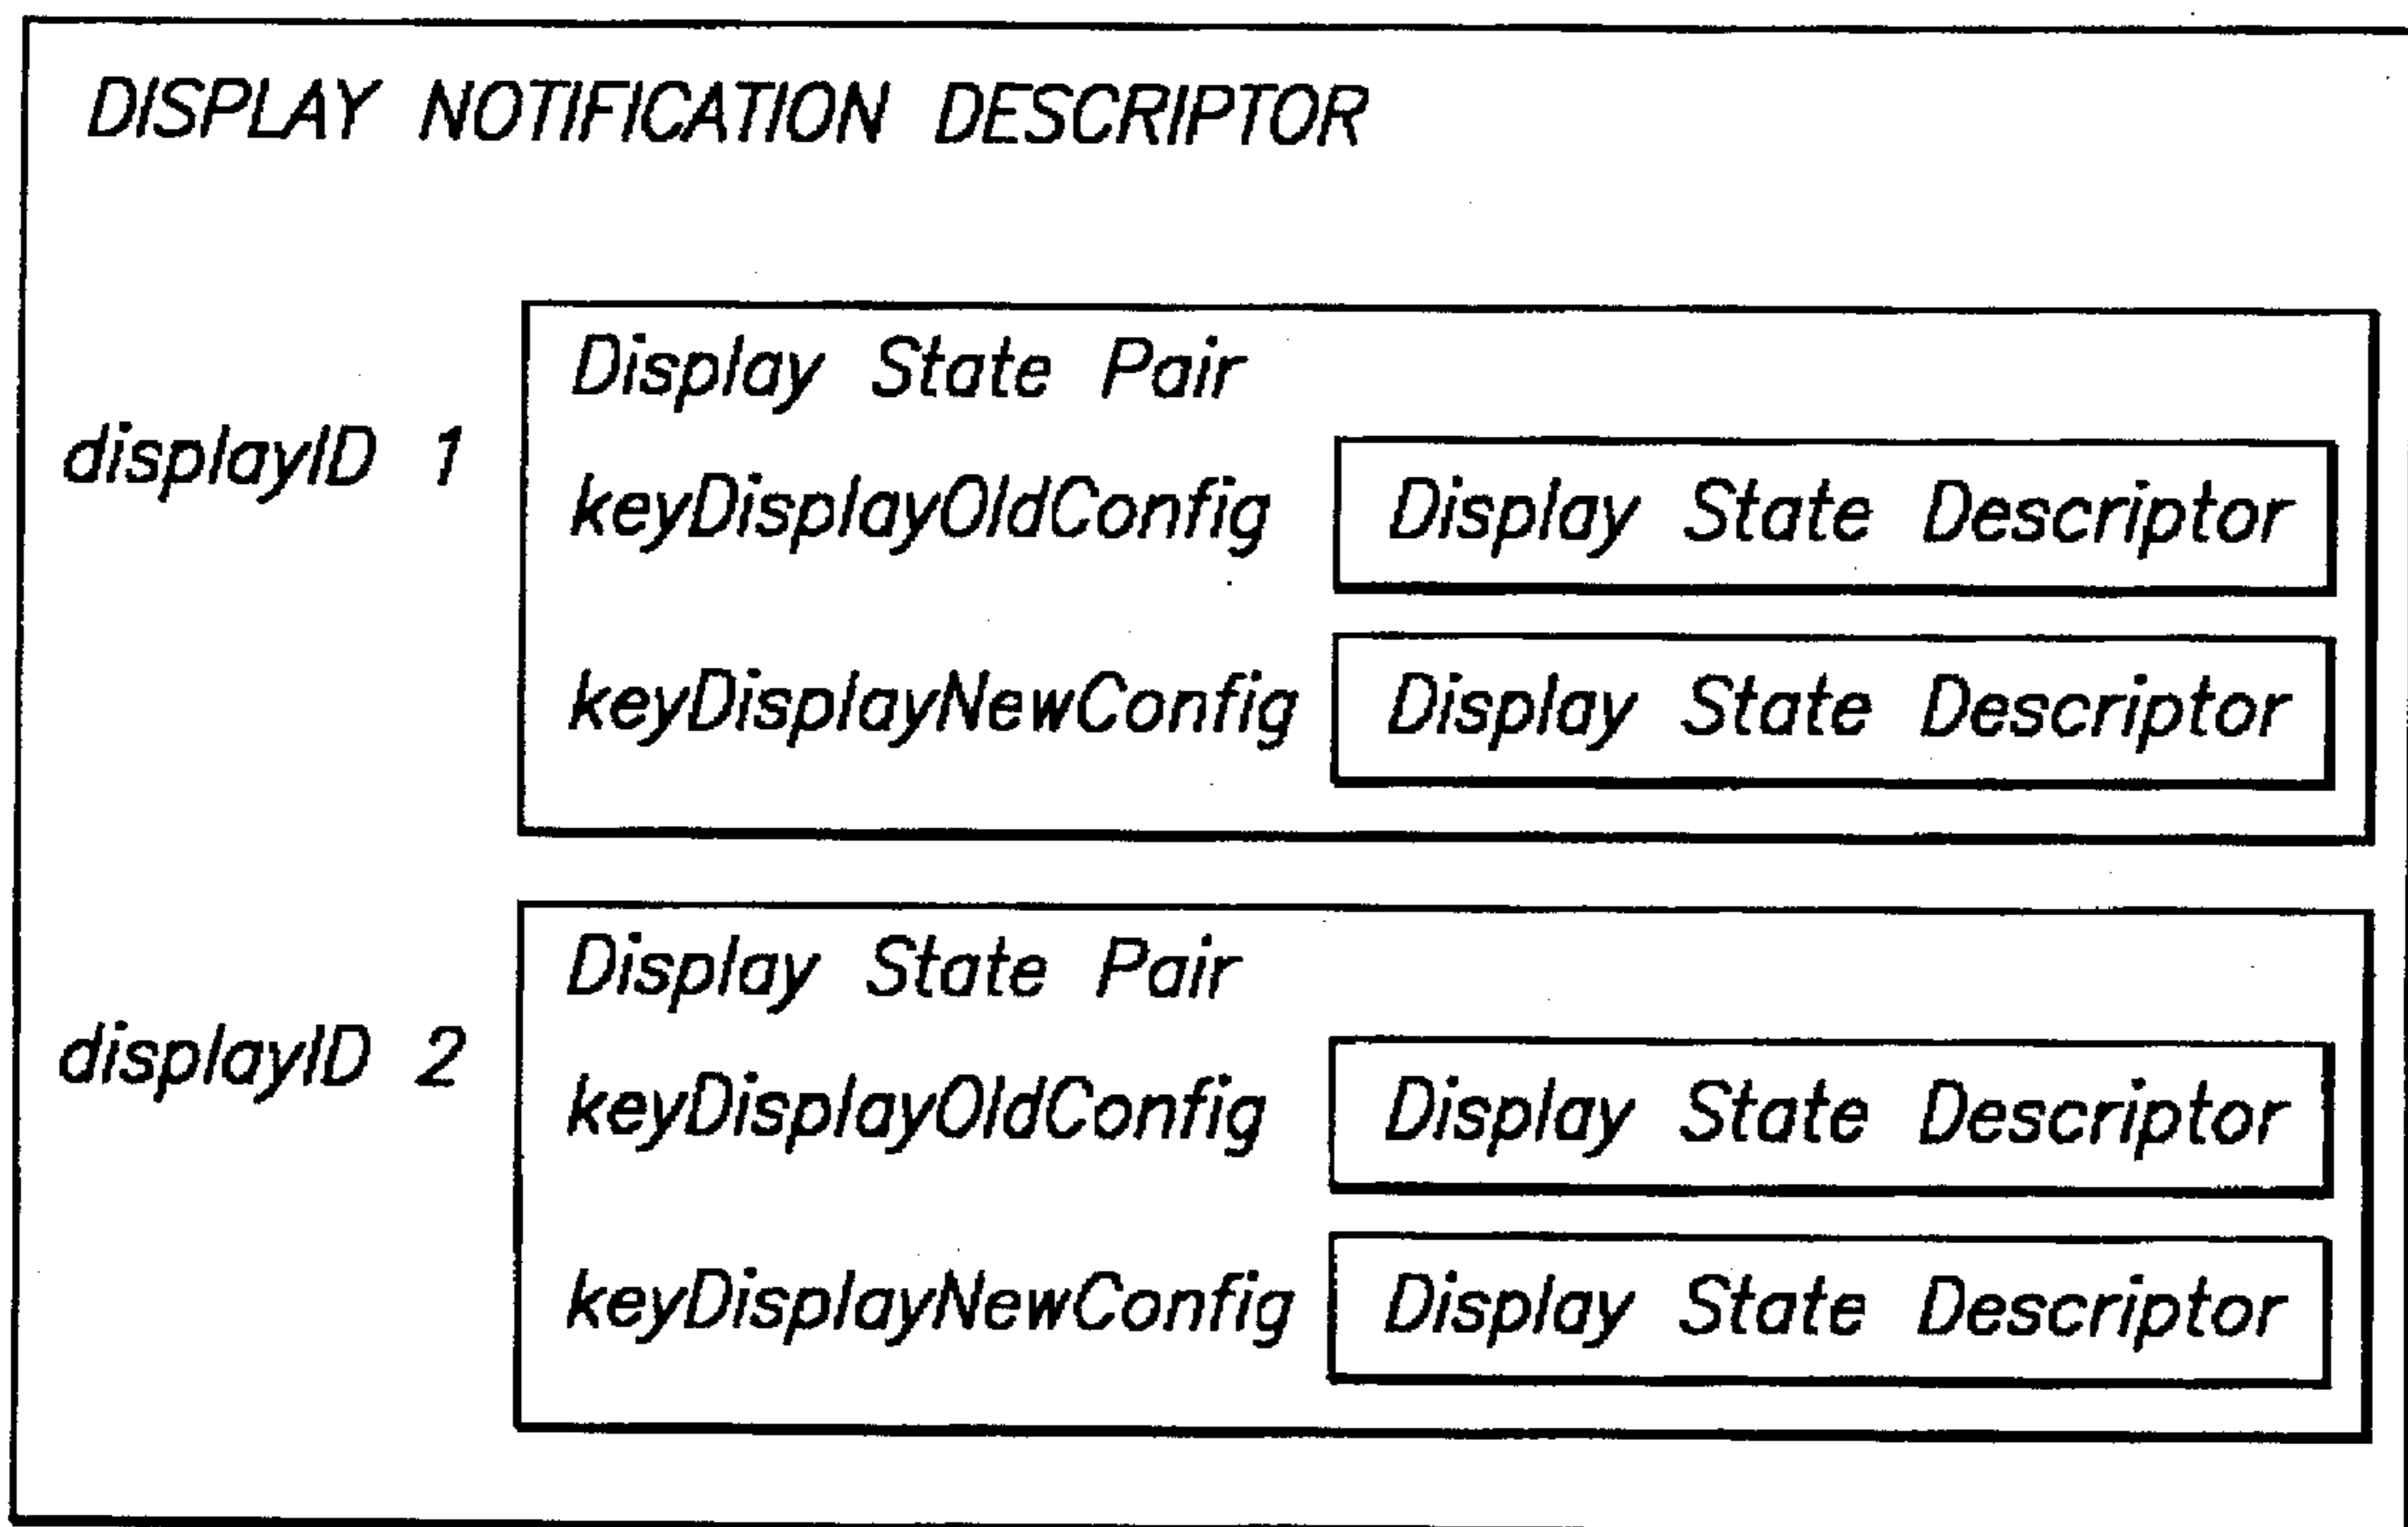 DISPLAY NOTIFICATION DESCRIPTOR
Display State Pair
displayID 1
keyDisplayOldConfig Display State Descriptor
keyDisplayNewConfig Display State Descriptor
Display State Pair
displayID 2
keyDisplayOldConfig Display State Descriptor
keyDisplayNewConfig Display State Descriptor